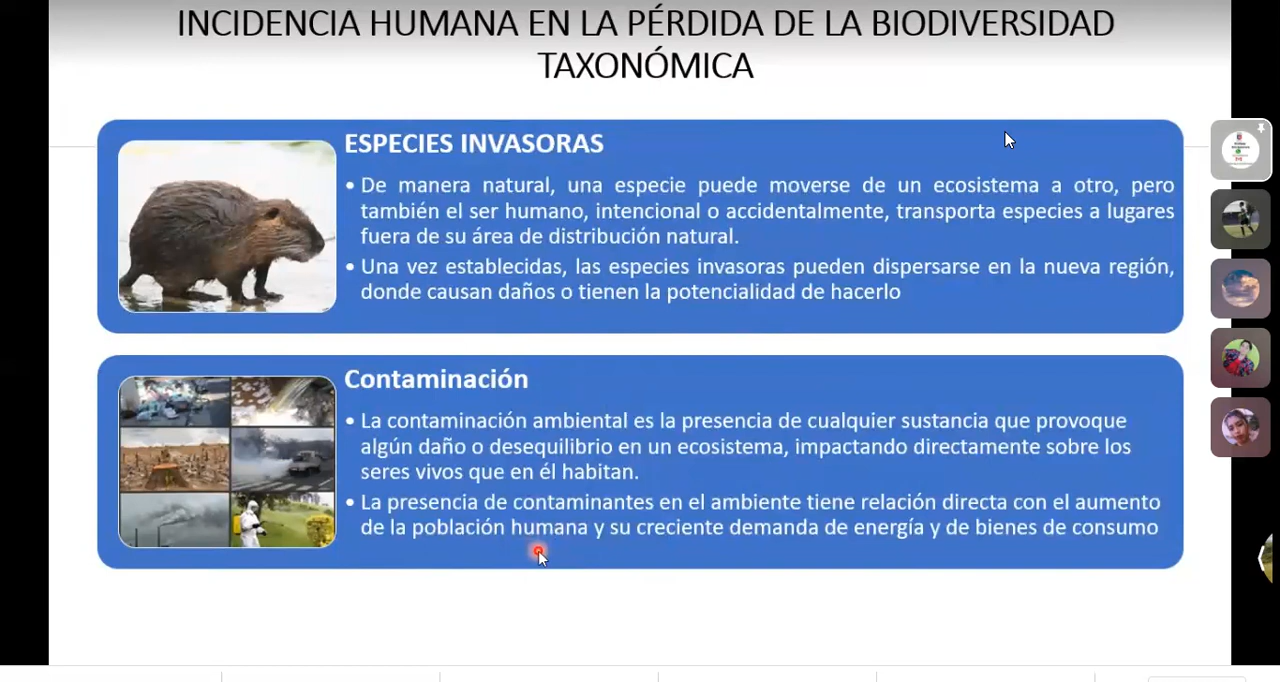 INCIDENCIA HUMANA EN LA PÉRDIDA DE LA BIODIVERSIDAD
TAXONÓMICA
ESPECIES INVASORAS
• De manera natural, una especie puede moverse de un ecosistema a otro, pero
también el ser humano, intencional o accidentalmente, transporta especies a lugares
fuera de su área de distribución natural.
• Una vez establecidas, las especies invasoras pueden dispersarse en la nueva región,
donde causan daños o tienen la potencialidad de hacerlo
Contaminación
• La contaminación ambiental es la presencia de cualquier sustancia que provoque
algún daño o desequilibrio en un ecosistema, impactando directamente sobre los
seres vivos que en él habitan.
• La presencia de contaminantes en el ambiente tiene relación directa con el aumento
de la población humana y su creciente demanda de energía y de bienes de consumo